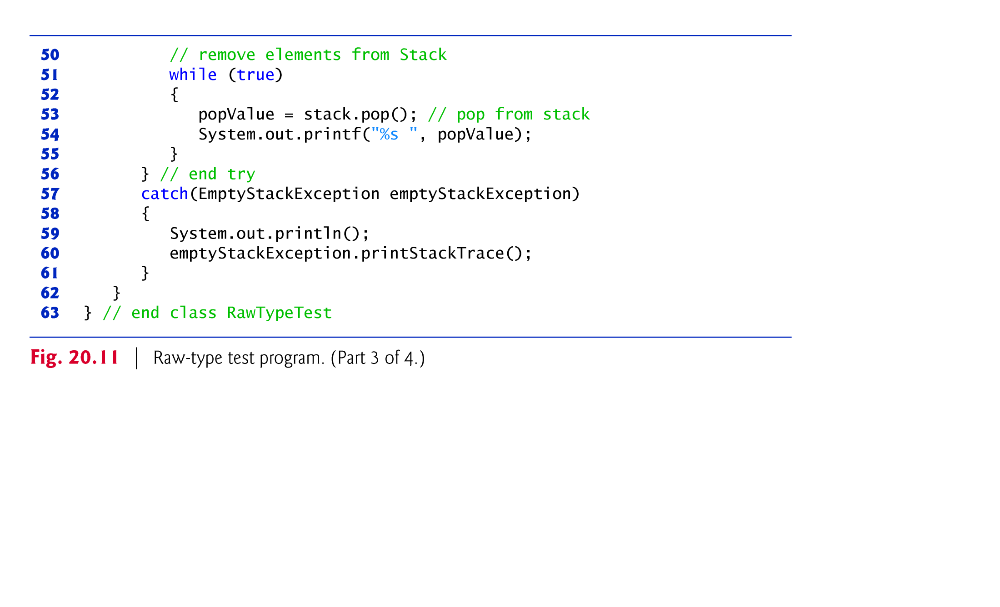 50 // remove elements from Stack
51 while (true)
52 {
53 popValue = stack.pop(); // pop from stack
54 System.out.printf("%s ", popValue);
55 }
56 } // end try
57 catch(EmptyStackException emptyStackException)
58 {
59 System.out.println();
60 emptyStackException.printStackTrace();
61 }
62 }
63 } // end class RawTypeTest
Fig. 20.11 | Raw-type test program. (Part 3 of 4.)